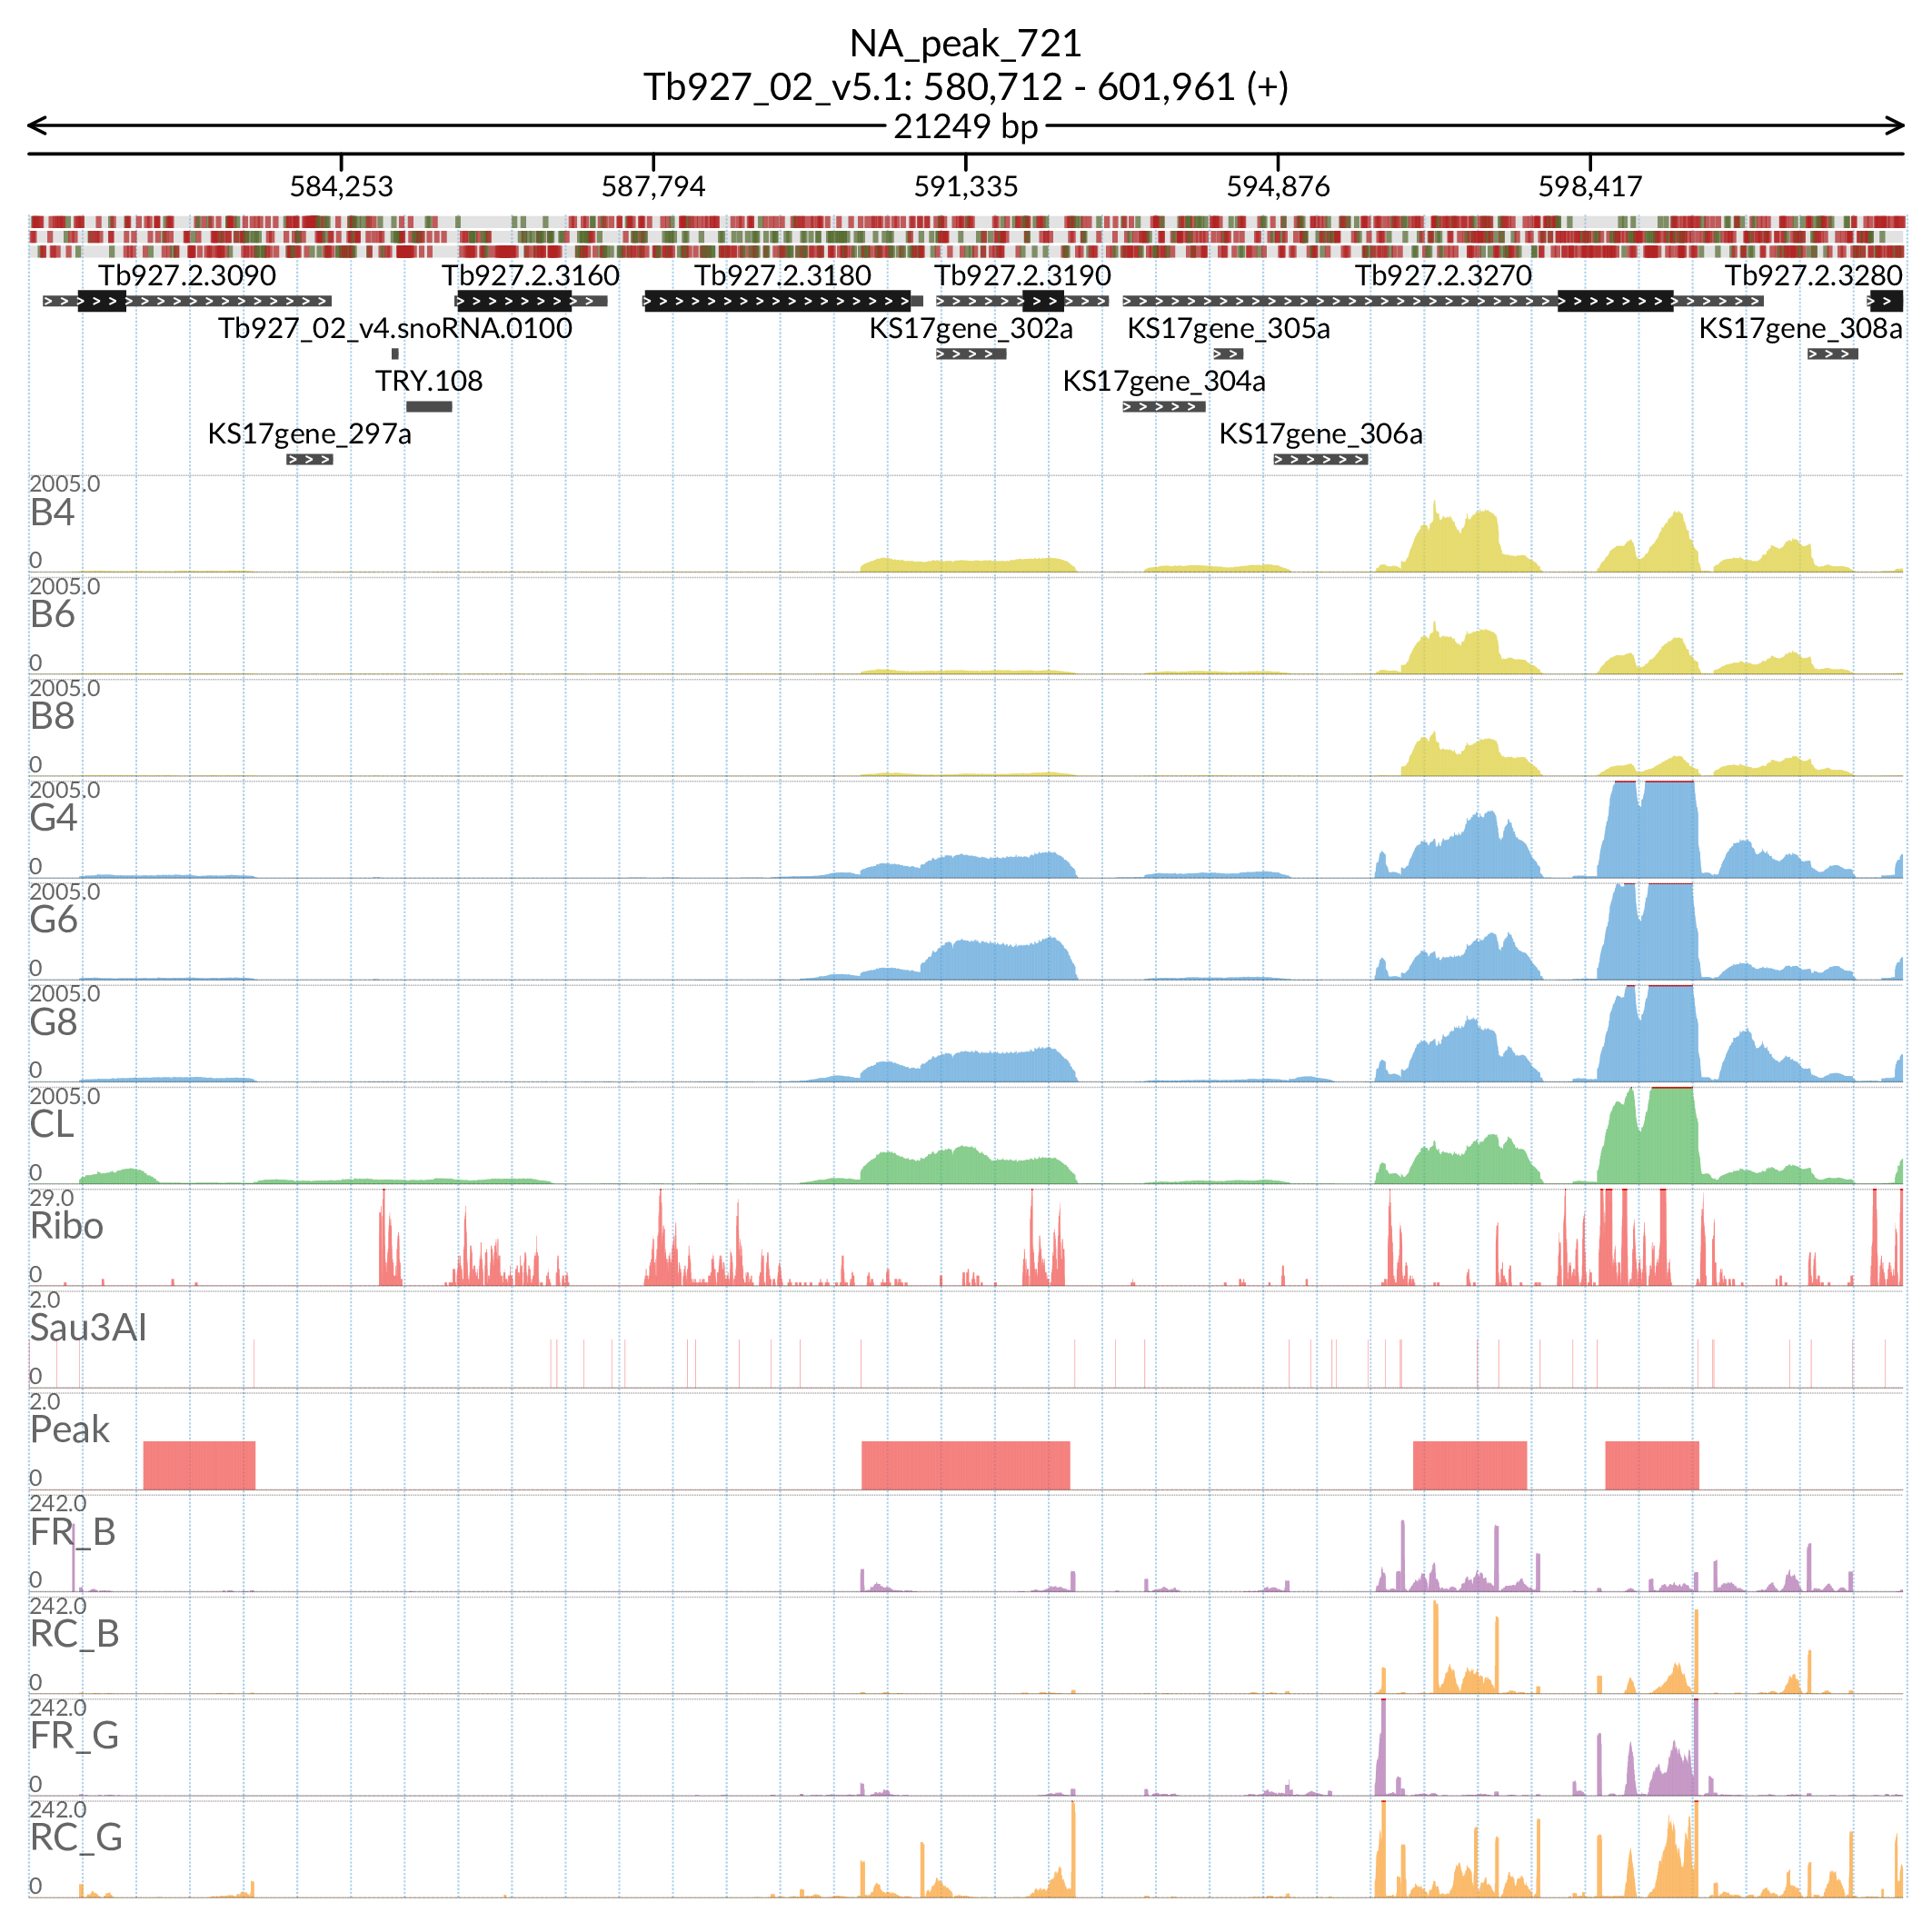 NA_peak_721
Tb927_02_v5.1: 580,712 - 601,961 (+)
21249 bp
584,253 587,794 591,335 594,876 598,417
Tb927.2.3090 Tb927.2.3160 Tb927.2.3180 Tb927.2.3190 Tb927.2.3270 Tb927.2.3280
Tb927_02_v4.snoRNA.0100 KS17gene_302a KS17gene_305a KS17gene_308a
TRY.108 KS17gene_304a
KS17gene_297a KS17gene_306a
2005.0
B4
0
2005.0
B6
0
2005.0
B8
0
2005.0
G4
0
2005.0
G6
0
2005.0
G8
0
2005.0
CL
0
29.0
Ribo
0
2.0
Sau3AI
0
2.0
Peak
0
242.0
FR_B
0
242.0
RC_B
0
242.0
FR_G
0
242.0
RC_G
0